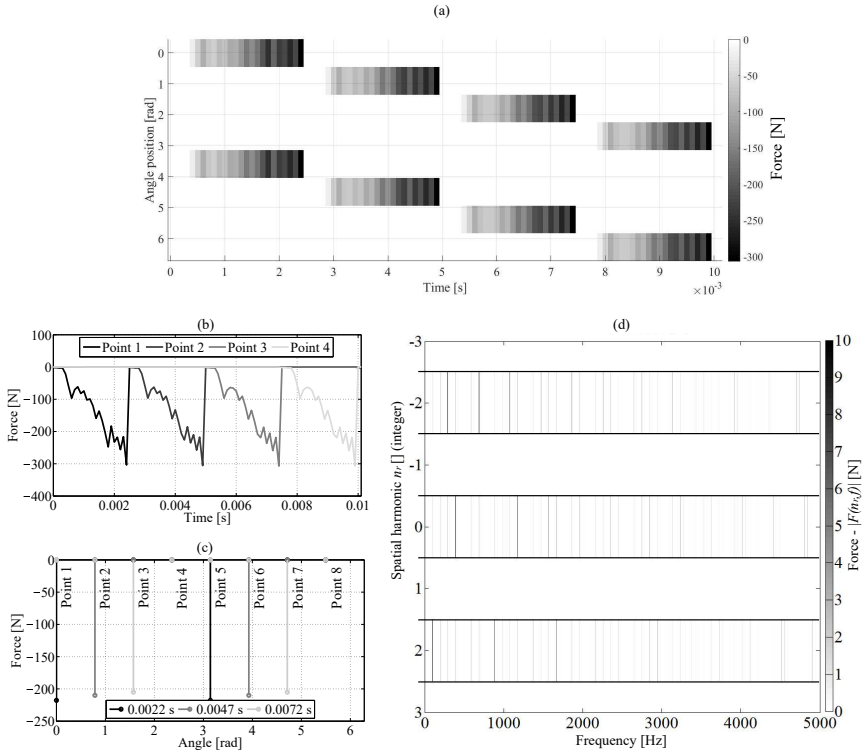 (a)
Angle position [rad]
0
1
2
3
4
5
6
0 1 2 3 4 5 6 7 8 9 10
Time [s]
×10⁻³
0
-50
-100
-150
-200
-250
-300
Force [N]
(b)
Point 1 Point 2 Point 3 Point 4
Force [N]
100
0
−100
−200
−300
−400
0 0.002 0.004 0.006 0.008 0.01
Time [s]
(c)
Force [N]
0
−50
−100
−150
−200
−250
Point 1
Point 2
Point 3
Point 4
Point 5
Point 6
Point 7
Point 8
0.0022 s 0.0047 s 0.0072 s
0 1 2 3 4 5 6
Angle [rad]
(d)
Spatial harmonic nᵣ [] (integer)
-3
-2
-1
0
1
2
3
0 1000 2000 3000 4000 5000
Frequency [Hz]
10
9
8
7
6
5
4
3
2
1
0
Force - |F(nᵣ,f)| [N]